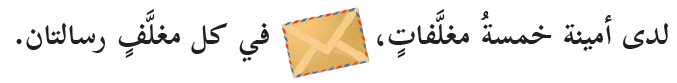 لدى أمينة خمسةُ مغلَّفاتٍ، في كل مغلَّفٍ رسالتان.